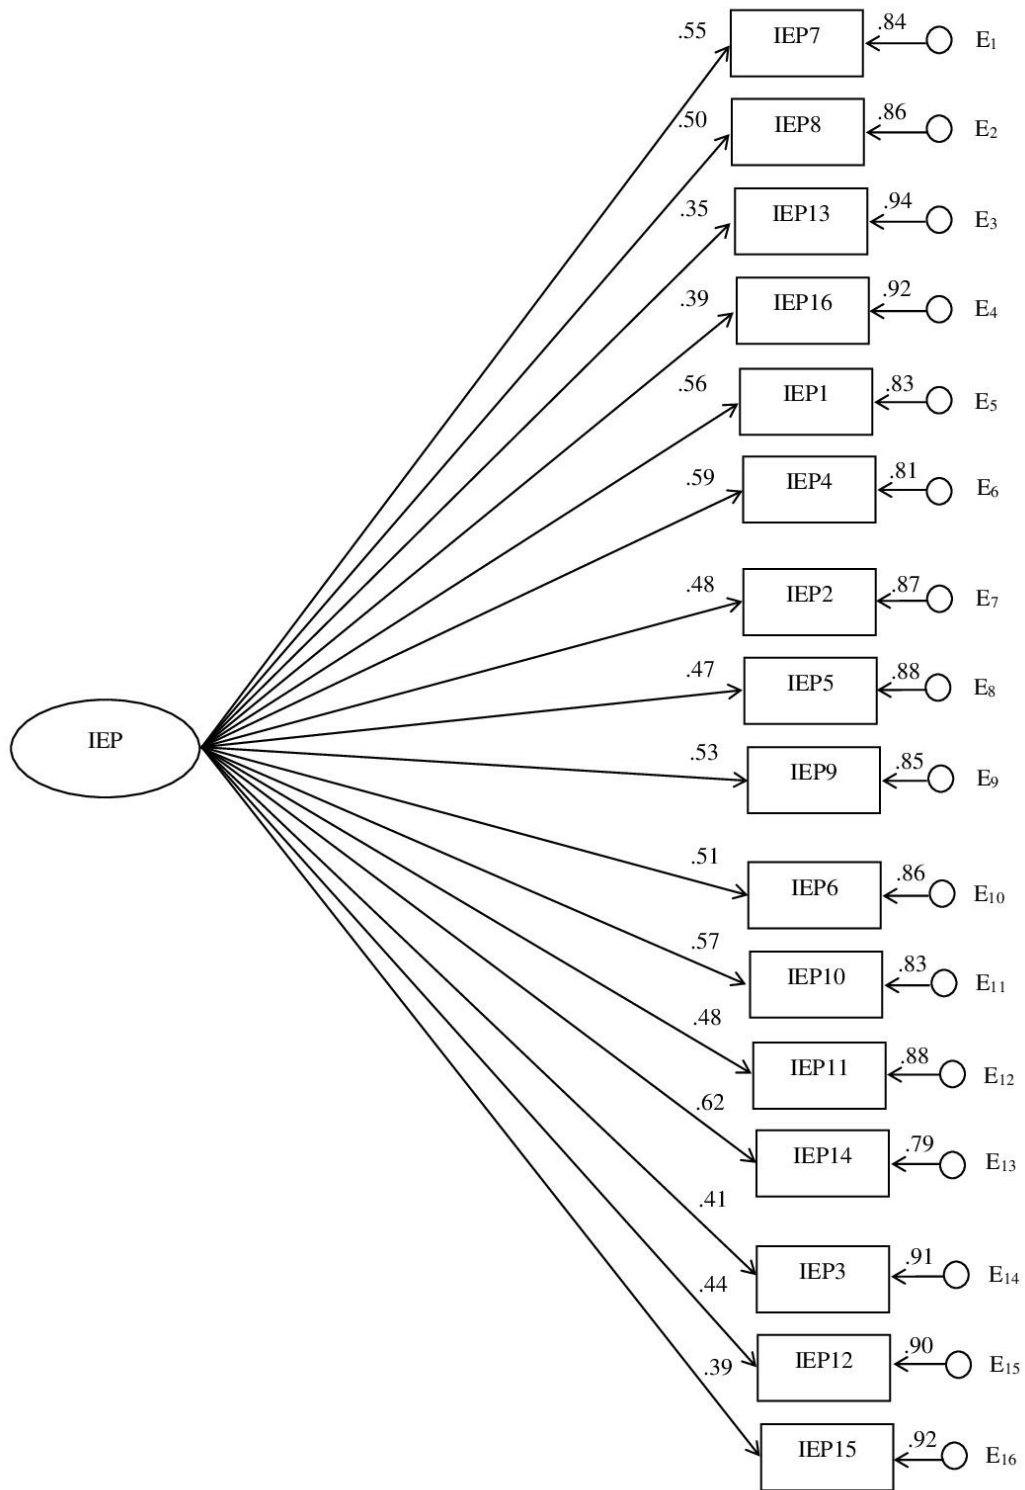 .55 IEP7 .84 E1
.50 IEP8 .86 E2
.35 IEP13 .94 E3
.39 IEP16 .92 E4
.56 IEP1 .83 E5
.59 IEP4 .81 E6
.48 IEP2 .87 E7
.47 IEP5 .88 E8
IEP
.53 IEP9 .85 E9
.51 IEP6 .86 E10
.57 IEP10 .83 E11
.48 IEP11 .88 E12
.62 IEP14 .79 E13
.41 IEP3 .91 E14
.44 IEP12 .90 E15
.39 IEP15 .92 E16